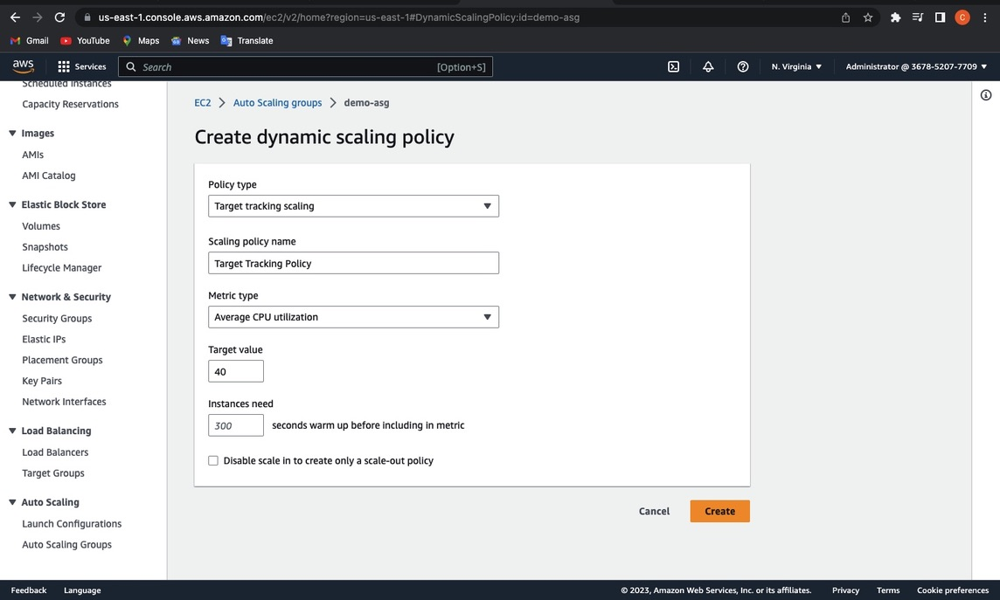 us-east-1.console.aws.amazon.com/ec2/v2/home?region=us-east-1#DynamicScalingPolicy:id=demo-asg
C
Gmail
YouTube
Maps
News
Translate
aws
Services
Search
[Option+S]
N. Virginia
Administrator @ 3678-5207-7709
Scheduled Instances
Capacity Reservations
Images
AMIs
AMI Catalog
Elastic Block Store
Volumes
Snapshots
Lifecycle Manager
Network & Security
Security Groups
Elastic IPs
Placement Groups
Key Pairs
Network Interfaces
Load Balancing
Load Balancers
Target Groups
Auto Scaling
Launch Configurations
Auto Scaling Groups
EC2 > Auto Scaling groups > demo-asg
Create dynamic scaling policy
Policy type
Target tracking scaling
Scaling policy name
Target Tracking Policy
Metric type
Average CPU utilization
Target value
40
Instances need
300 seconds warm up before including in metric
Disable scale in to create only a scale-out policy
Cancel
Create
Feedback
Language
© 2023, Amazon Web Services, Inc. or its affiliates.
Privacy
Terms
Cookie preferences